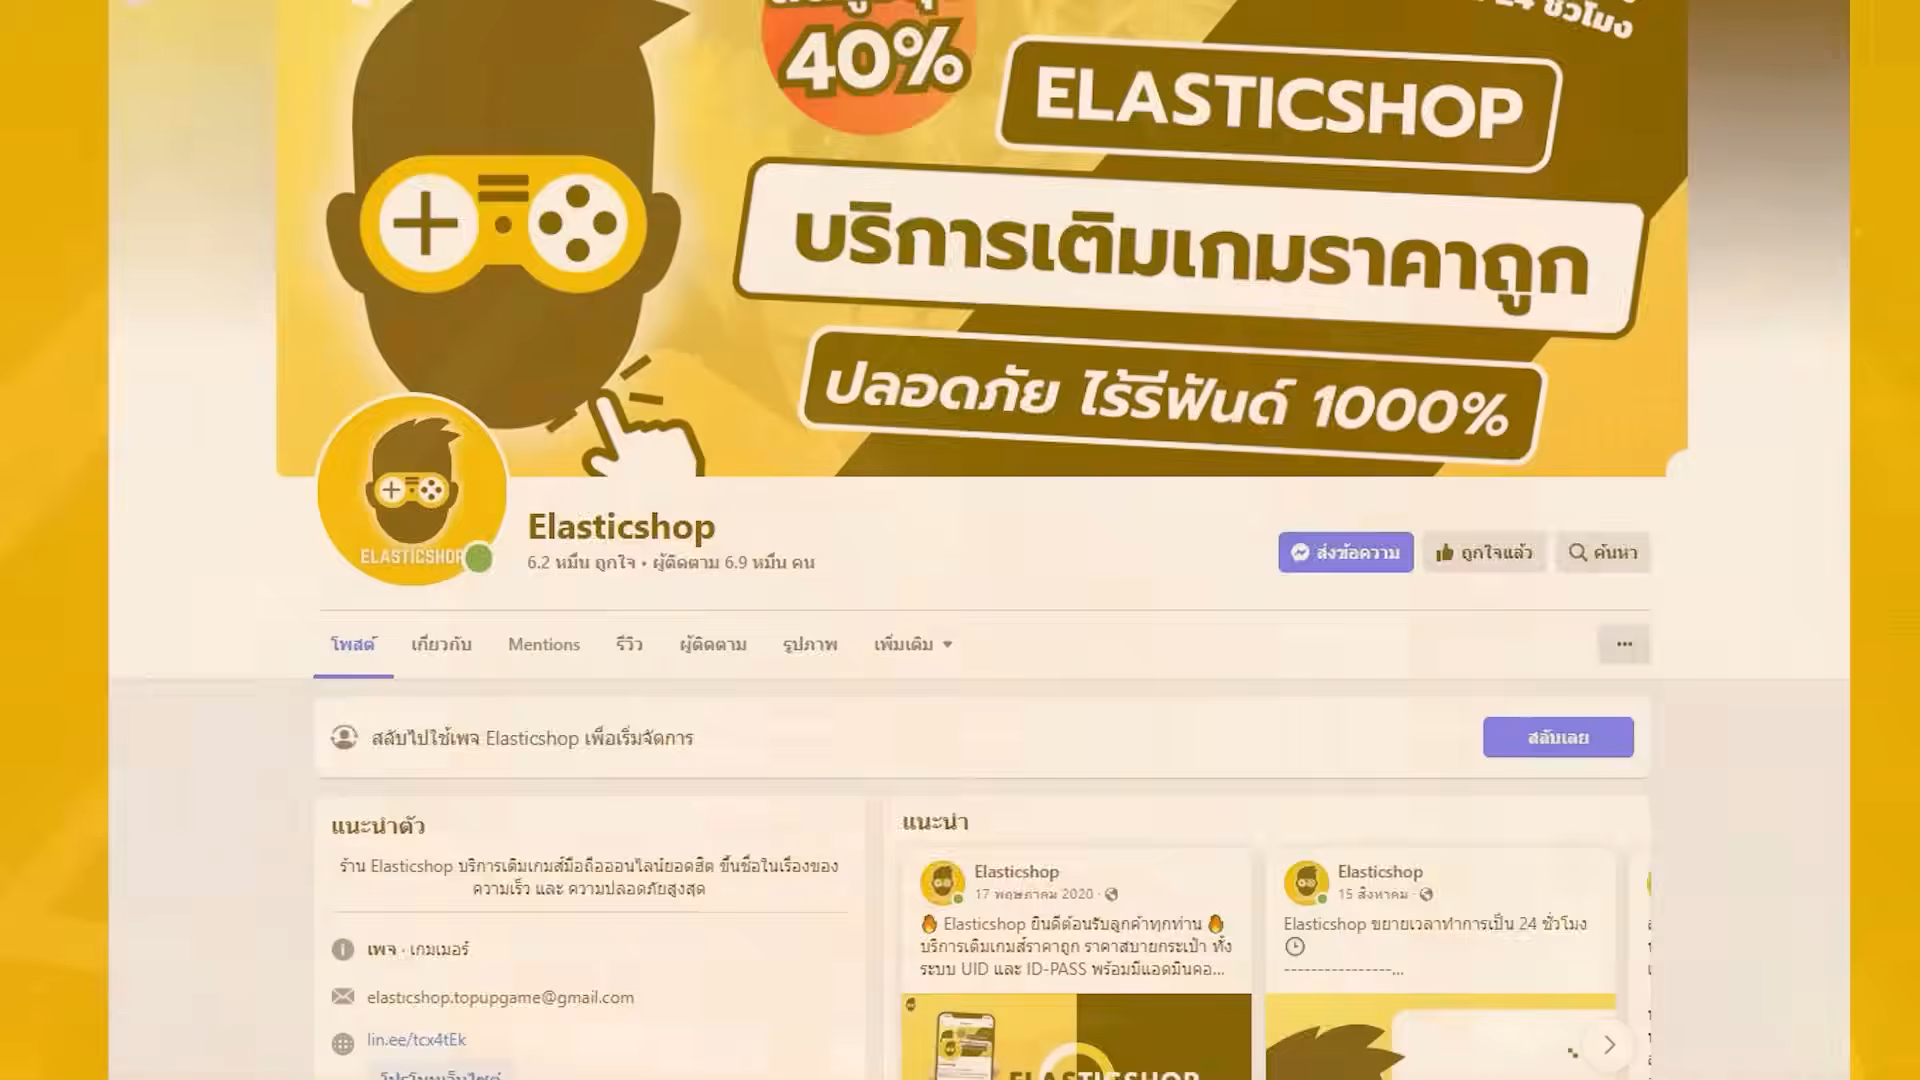 40%
24 ชั่วโมง
ELASTICSHOP
บริการเติมเกมราคาถูก
ปลอดภัย ไร้รีฟันด์ 1000%
ELASTICSHOP
Elasticshop
6.2 หมื่น ถูกใจ • ผู้ติดตาม 6.9 หมื่น คน
ส่งข้อความ
ถูกใจแล้ว
ค้นหา
โพสต์
เกี่ยวกับ
Mentions
รีวิว
ผู้ติดตาม
รูปภาพ
เพิ่มเติม
สลับไปใช้เพจ Elasticshop เพื่อเริ่มจัดการ
สลับเลย
แนะนำตัว
ร้าน Elasticshop บริการเติมเกมส์มือถือออนไลน์ยอดฮิต ขึ้นชื่อในเรื่องของ
ความเร็ว และ ความปลอดภัยสูงสุด
เพจ · เกมเมอร์
elasticshop.topupgame@gmail.com
lin.ee/tcx4tEk
แนะนำ
Elasticshop
17 พฤษภาคม 2020 ·
🔥 Elasticshop ยินดีต้อนรับลูกค้าทุกท่าน 🔥
บริการเติมเกมส์ราคาถูก ราคาสบายกระเป๋า ทั้ง
ระบบ UID และ ID-PASS พร้อมมีแอดมินคอ...
ELASTICSHOP
Elasticshop
15 สิงหาคม ·
Elasticshop ขยายเวลาทำการเป็น 24 ชั่วโมง
----------------...